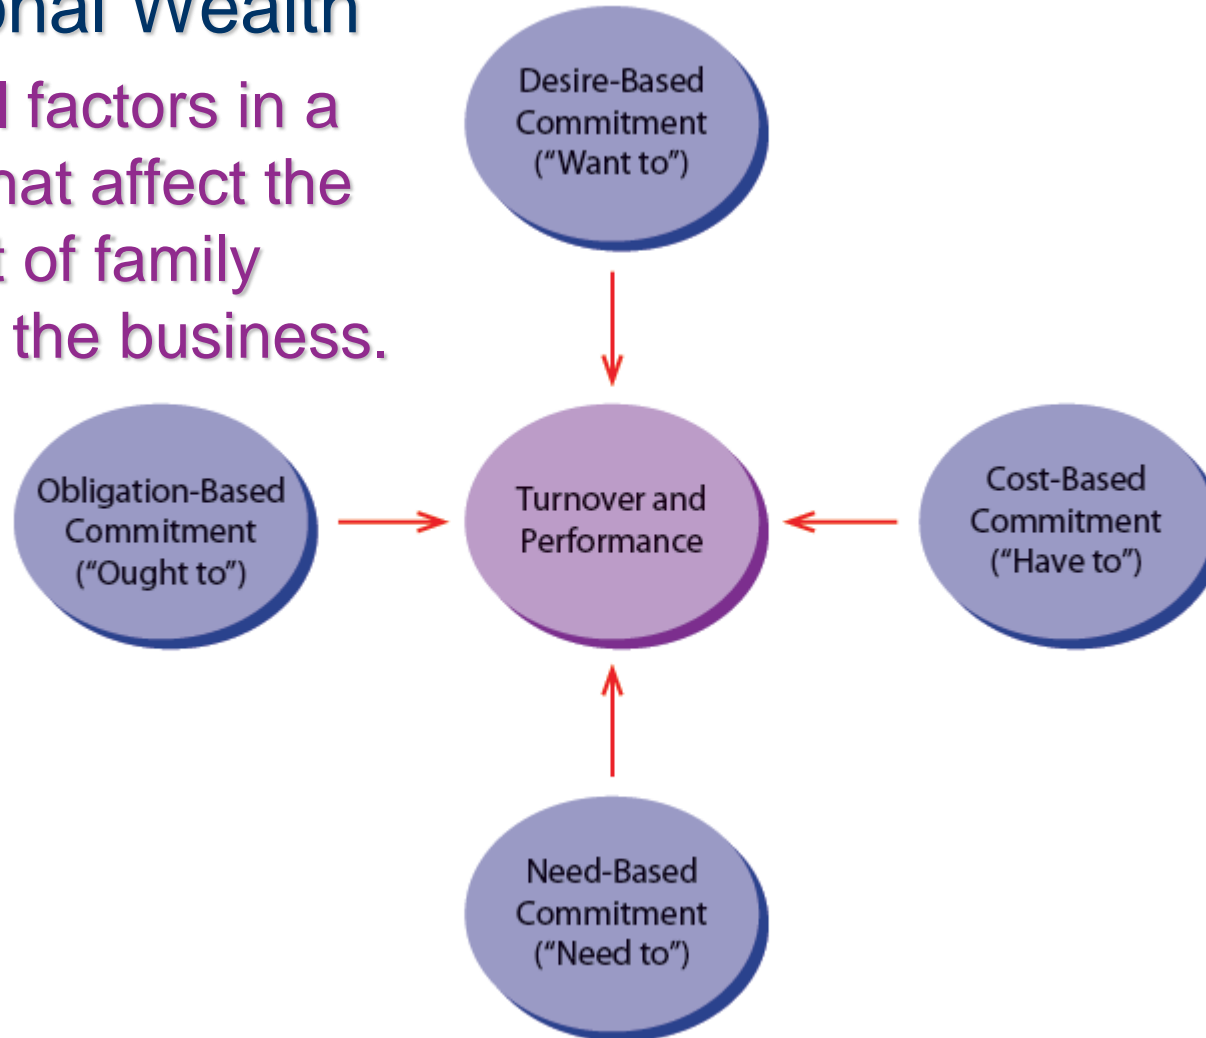 onal Wealth
l factors in a
hat affect the
t of family
the business.
Desire-Based
Commitment
(“Want to”)
Obligation-Based
Commitment
(“Ought to”)
Turnover and
Performance
Cost-Based
Commitment
(“Have to”)
Need-Based
Commitment
(“Need to”)